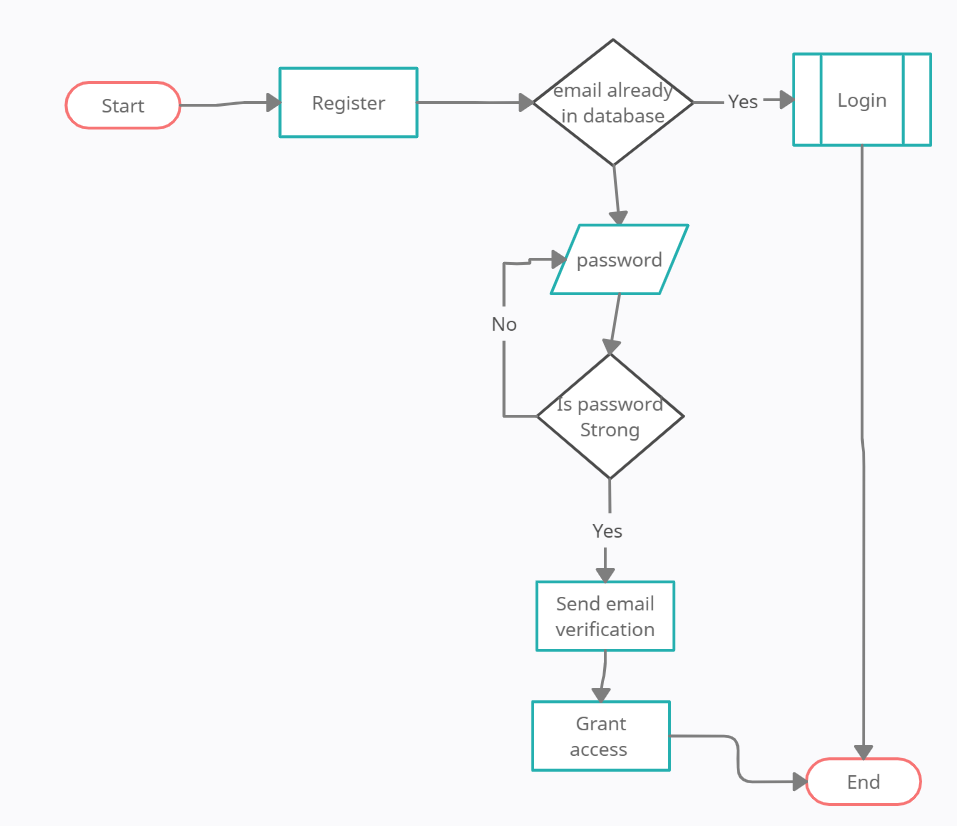 Start
Register
email already
in database
Yes
Login
password
No
Is password
Strong
Yes
Send email
verification
Grant
access
End